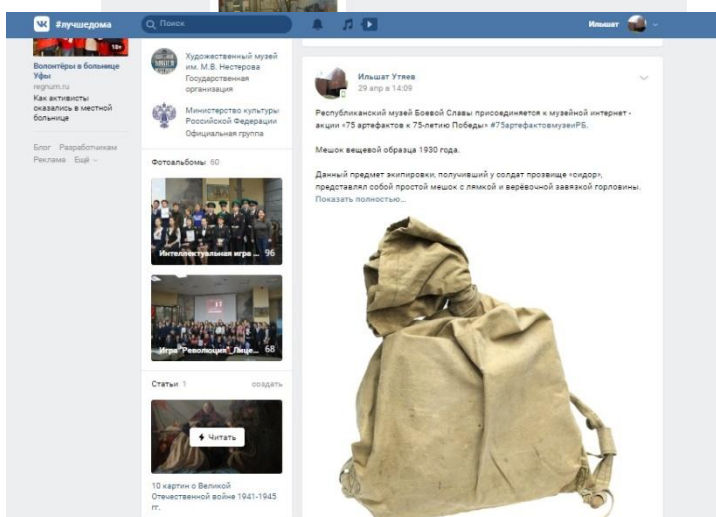 #лучшедома
Поиск
Ильшат
18+
Волонтёры в больнице
Уфы
regnum.ru
Как активисты
оказались в местной
больнице
Блог Разработчикам
Реклама Ещё
Художественный музей
им. М.В. Нестерова
Государственная
организация
Министерство культуры
Российской Федерации
Официальная группа
Фотоальбомы 60
Интеллектуальная игра ... 96
Игра "Революция"_Лице... 68
Статьи 1 создать
Читать
10 картин о Великой
Отечественной войне 1941-1945
гг.
Ильшат Утяев
29 апр в 14:09
Республиканский музей Боевой Славы присоединяется к музейной интернет -
акции «75 артефактов к 75-летию Победы» #75артефактовмузеиРБ.
Мешок вещевой образца 1930 года.
Данный предмет экипировки, получивший у солдат прозвище «сидор»,
представлял собой простой мешок с лямкой и верёвочной завязкой горловины.
Показать полностью...